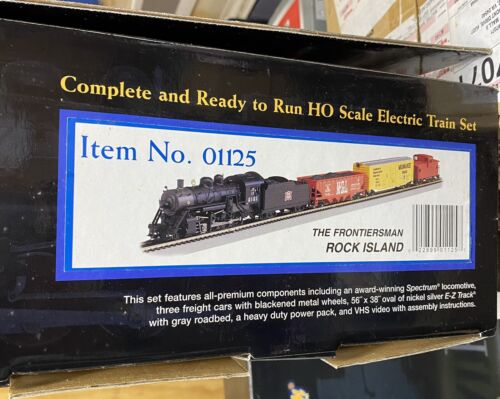 Complete and Ready to Run HO Scale Electric Train Set
Item No. 01125
THE FRONTIERSMAN
ROCK ISLAND
This set features all-premium components including an award-winning Spectrum® locomotive,
three freight cars with blackened metal wheels, 56" x 38" oval of nickel silver E-Z Track®
with gray roadbed, a heavy duty power pack, and VHS video with assembly instructions.